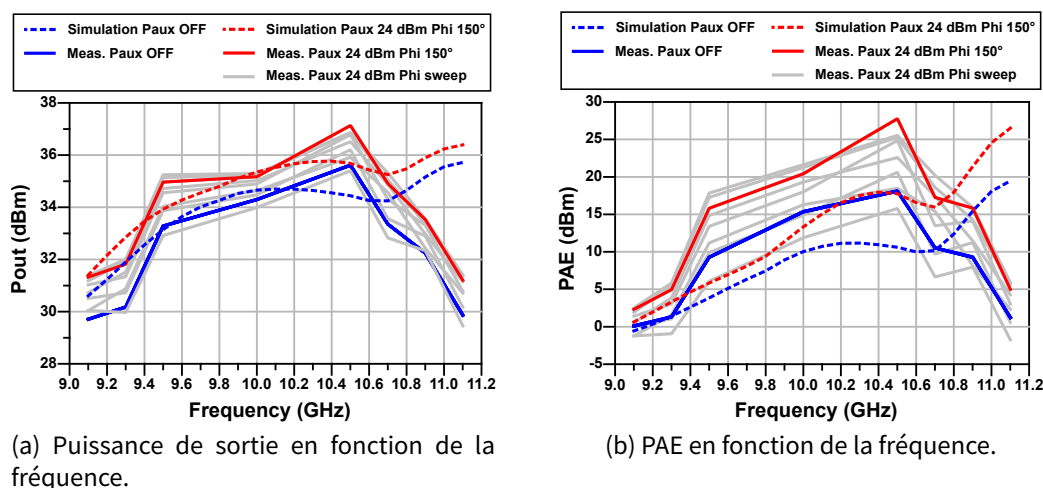 Simulation Paux OFF
Simulation Paux 24 dBm Phi 150°
Meas. Paux OFF
Meas. Paux 24 dBm Phi 150°
Meas. Paux 24 dBm Phi sweep
38
36
34
32
30
28
Pout (dBm)
9.0 9.2 9.4 9.6 9.8 10.0 10.2 10.4 10.6 10.8 11.0 11.2
Frequency (GHz)
(a) Puissance de sortie en fonction de la
fréquence.
Simulation Paux OFF
Simulation Paux 24 dBm Phi 150°
Meas. Paux OFF
Meas. Paux 24 dBm Phi 150°
Meas. Paux 24 dBm Phi sweep
30
25
20
15
10
5
0
-5
PAE (dBm)
9.0 9.2 9.4 9.6 9.8 10.0 10.2 10.4 10.6 10.8 11.0 11.2
Frequency (GHz)
(b) PAE en fonction de la fréquence.